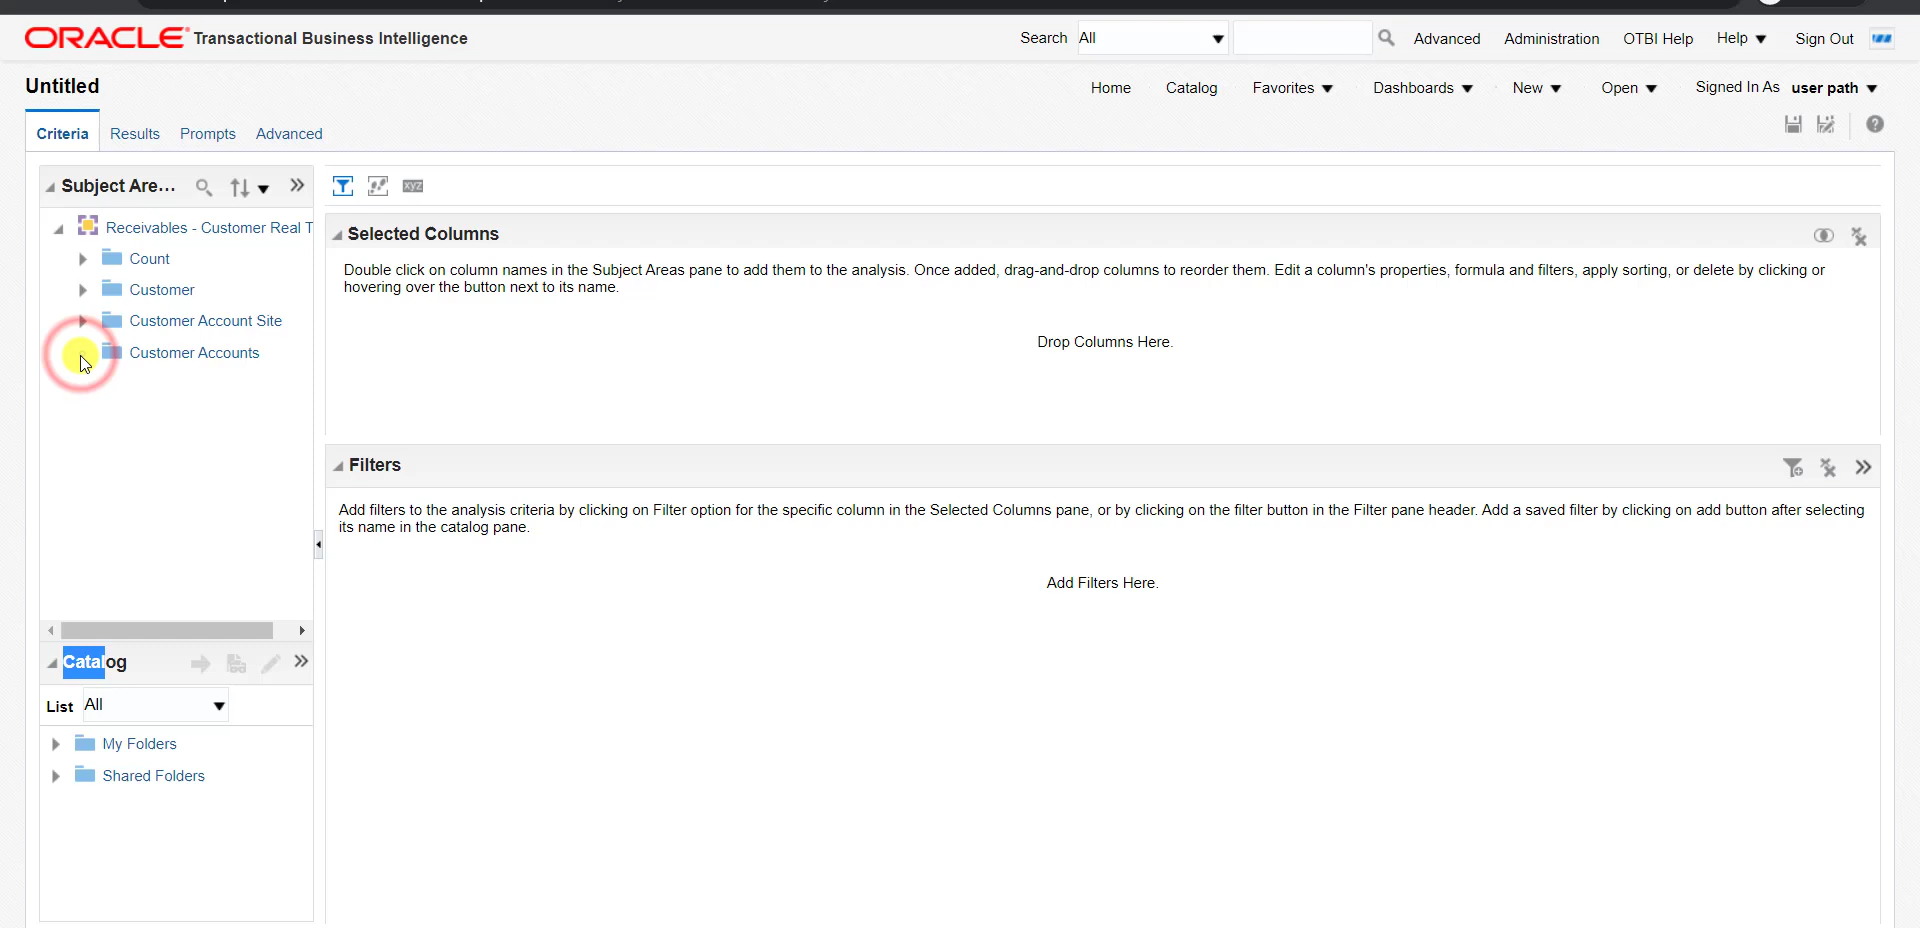 ORACLE Transactional Business Intelligence
Search All Advanced Administration OTBI Help Help Sign Out
Untitled
Home Catalog Favorites Dashboards New Open Signed In As user path
Criteria Results Prompts Advanced
Subject Are...
xyz
Receivables - Customer Real T
Count
Customer
Customer Account Site
Customer Accounts
Selected Columns
Double click on column names in the Subject Areas pane to add them to the analysis. Once added, drag-and-drop columns to reorder them. Edit a column's properties, formula and filters, apply sorting, or delete by clicking or
hovering over the button next to its name.
Drop Columns Here.
Filters
Add filters to the analysis criteria by clicking on Filter option for the specific column in the Selected Columns pane, or by clicking on the filter button in the Filter pane header. Add a saved filter by clicking on add button after selecting
its name in the catalog pane.
Add Filters Here.
Catalog
List All
My Folders
Shared Folders